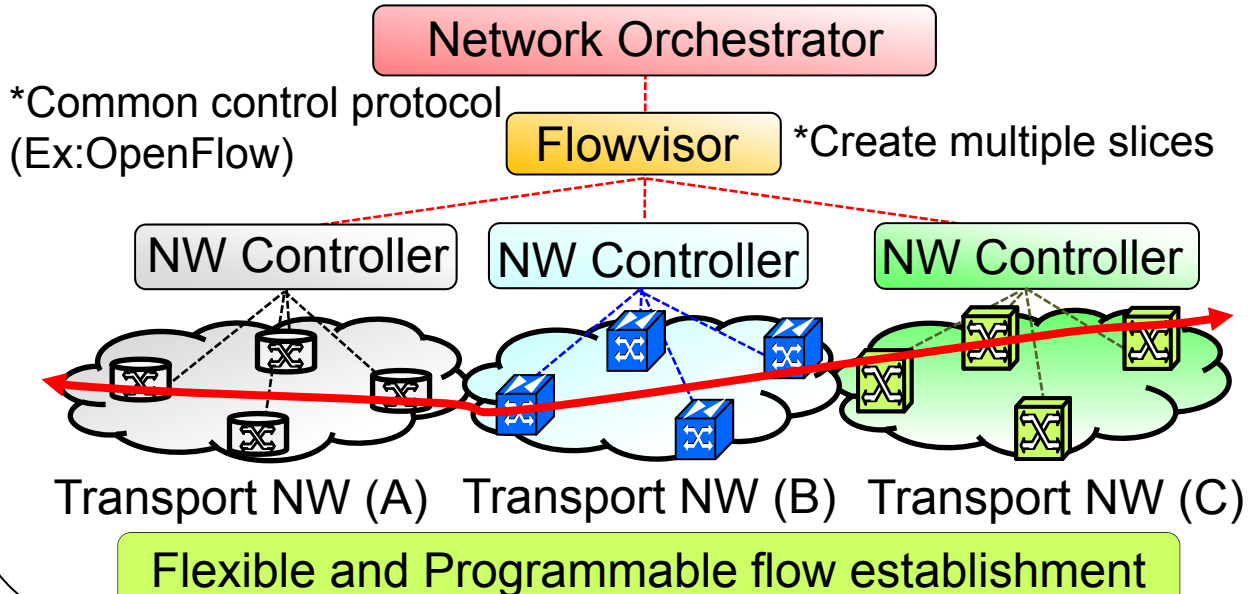 Network Orchestrator
*Common control protocol
(Ex:OpenFlow)
Flowvisor
*Create multiple slices
NW Controller
NW Controller
NW Controller
Transport NW (A)
Transport NW (B)
Transport NW (C)
Flexible and Programmable flow establishment